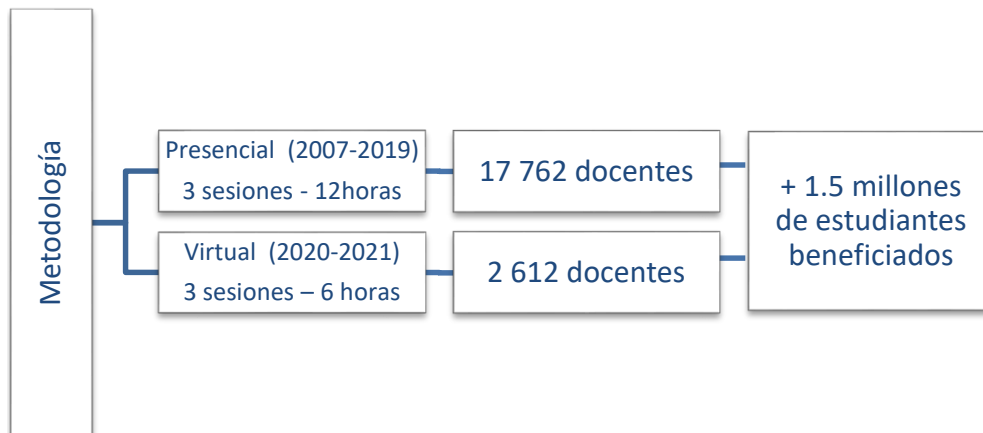 Metodología
Presencial (2007-2019)
3 sesiones - 12horas
17 762 docentes
Virtual (2020-2021)
3 sesiones – 6 horas
2 612 docentes
+ 1.5 millones
de estudiantes
beneficiados